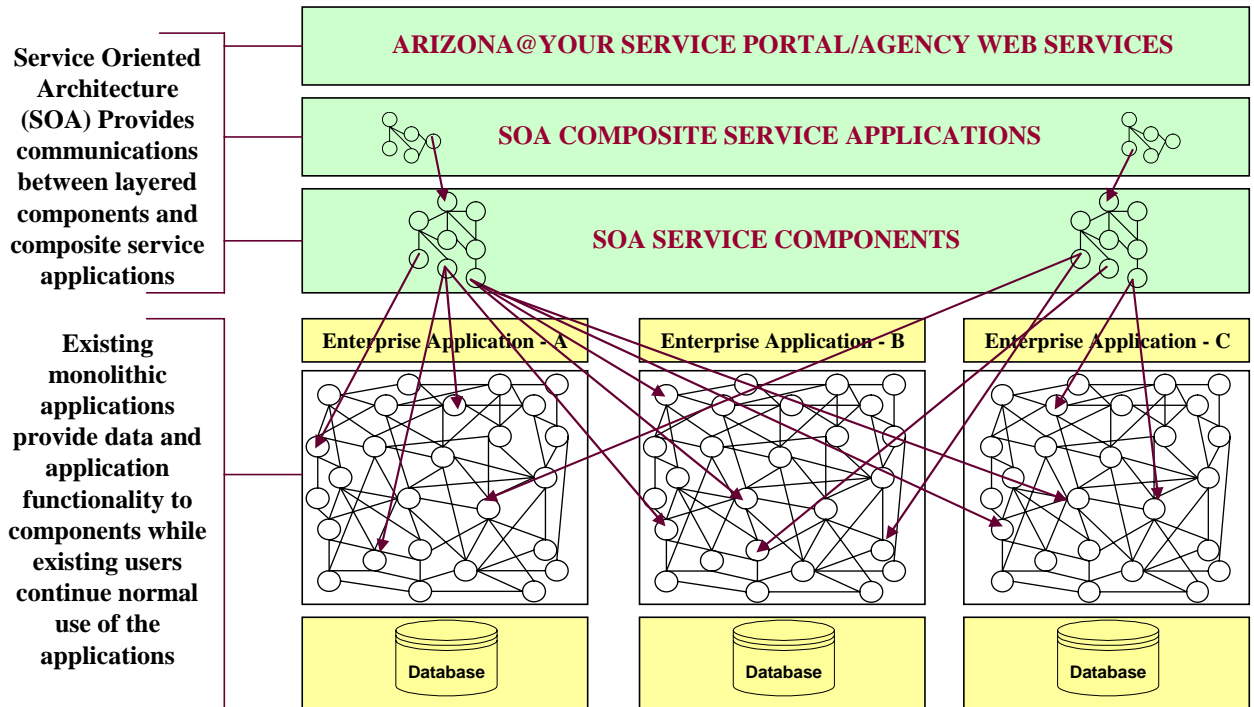 ARIZONA@YOUR SERVICE PORTAL/AGENCY WEB SERVICES
Service Oriented
Architecture
(SOA) Provides
communications
between layered
components and
composite service
applications
SOA COMPOSITE SERVICE APPLICATIONS
SOA SERVICE COMPONENTS
Existing
monolithic
applications
provide data and
application
functionality to
components while
existing users
continue normal
use of the
applications
Enterprise Application - A
Enterprise Application - B
Enterprise Application - C
Database
Database
Database